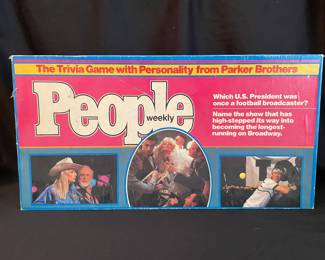 The Trivia Game with Personality from Parker Brothers
People
weekly
Which U.S. President was
once a football broadcaster?
Name the show that has
high-stepped its way into
becoming the longest-
running on Broadway.